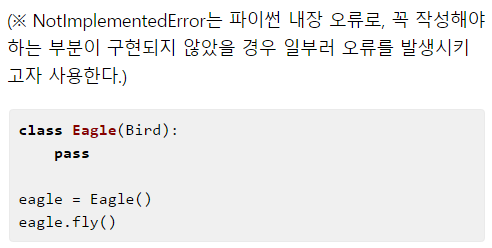 (※ NotImplementedError는 파이썬 내장 오류로, 꼭 작성해야
하는 부분이 구현되지 않았을 경우 일부러 오류를 발생시키
고자 사용한다.)
class Eagle(Bird):
    pass

eagle = Eagle()
eagle.fly()